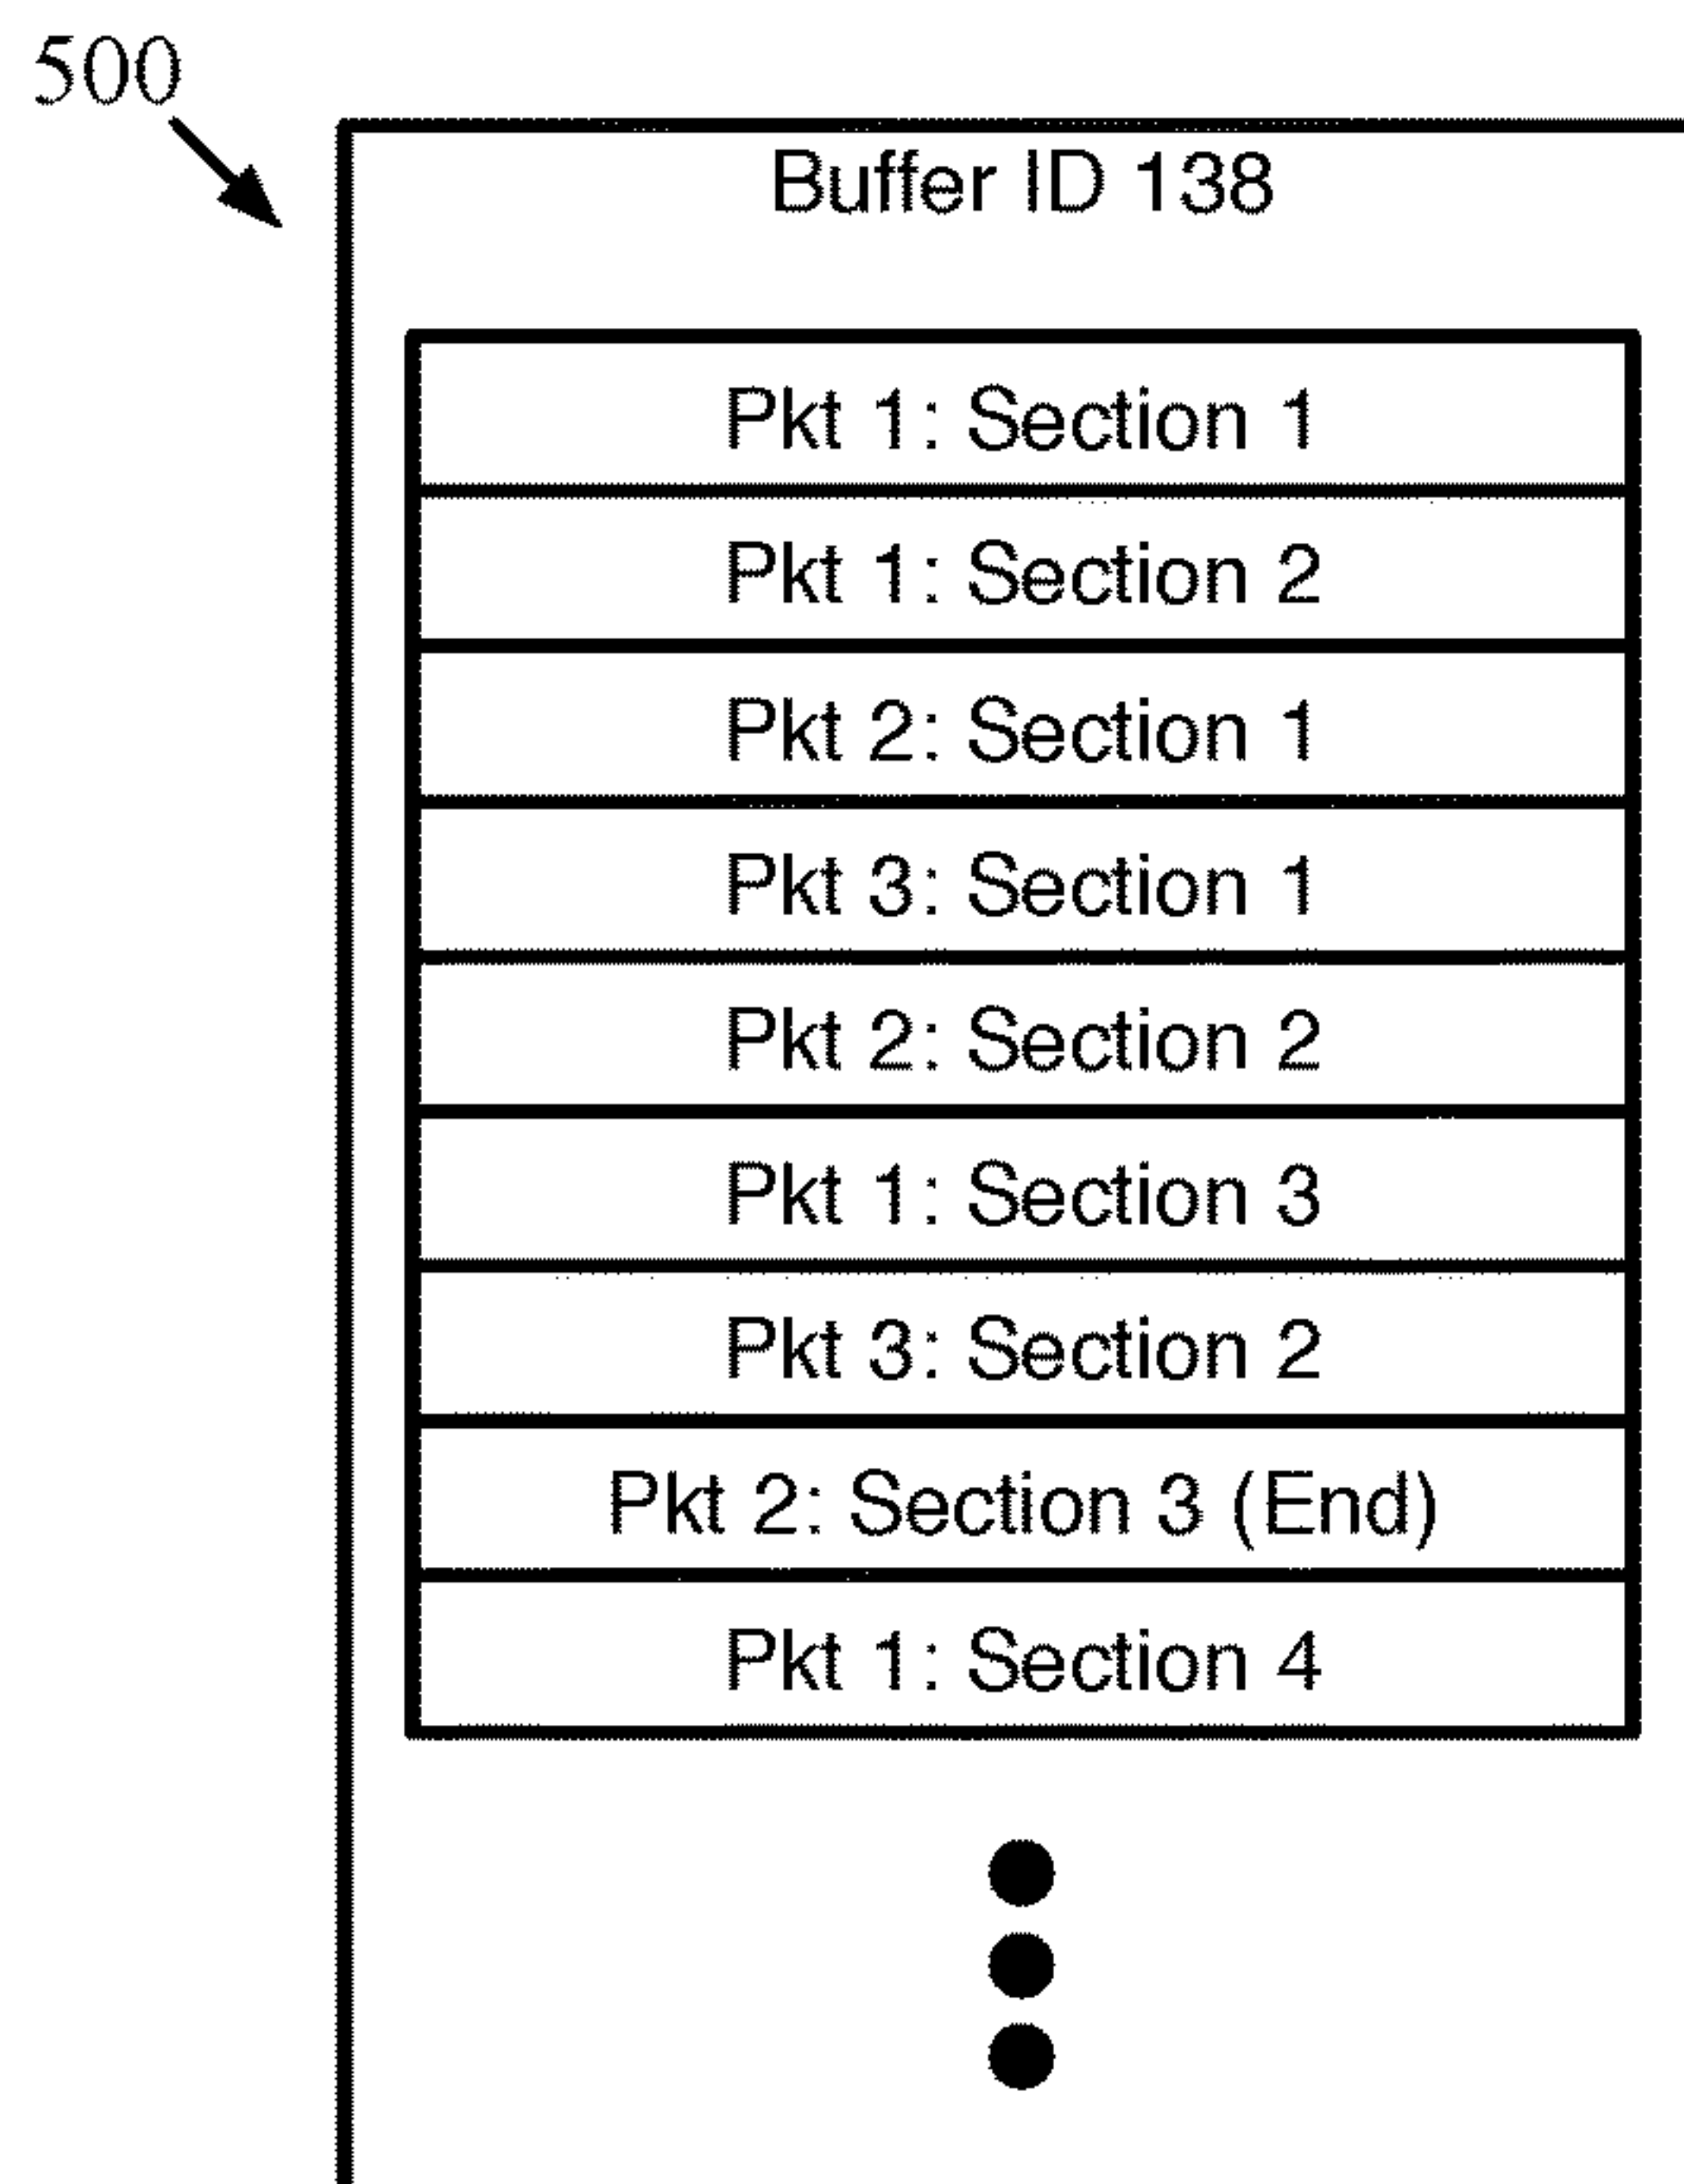 500
Buffer ID 138
Pkt 1: Section 1
Pkt 1: Section 2
Pkt 2: Section 1
Pkt 3: Section 1
Pkt 2: Section 2
Pkt 1: Section 3
Pkt 3: Section 2
Pkt 2: Section 3 (End)
Pkt 1: Section 4